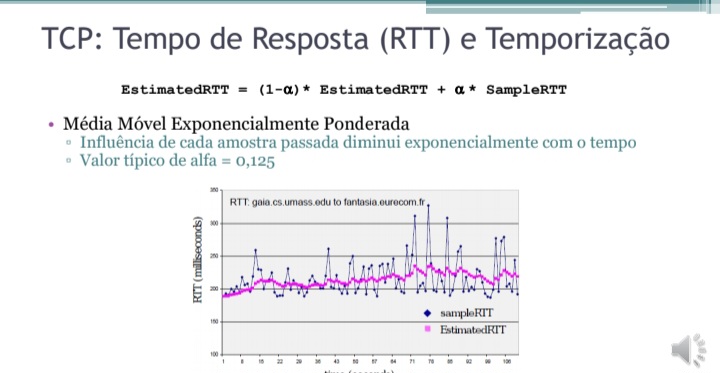 TCP: Tempo de Resposta (RTT) e Temporização
EstimatedRTT = (1-α)* EstimatedRTT + α* SampleRTT
• Média Móvel Exponencialmente Ponderada
▫ Influência de cada amostra passada diminui exponencialmente com o tempo
▫ Valor típico de alfa = 0,125
RTT: gaia.cs.umass.edu to fantasia.eurecom.fr
RTT (milliseconds)
350
300
250
200
150
100
sampleRTT
EstimatedRTT
1 8 15 22 29 36 43 50 57 64 71 78 85 92 99 106
time (seconds)